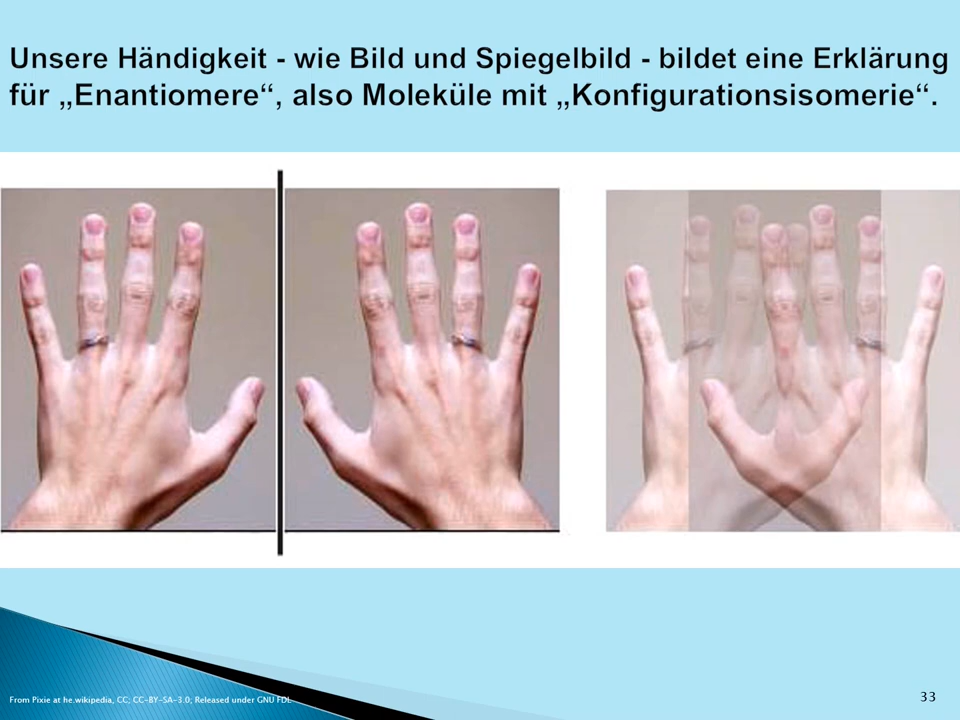 Unsere Händigkeit - wie Bild und Spiegelbild - bildet eine Erklärung
für „Enantiomere“, also Moleküle mit „Konfigurationsisomerie“.
From Pixie at he.wikipedia, CC; CC-BY-SA-3.0; Released under GNU FDL.
33